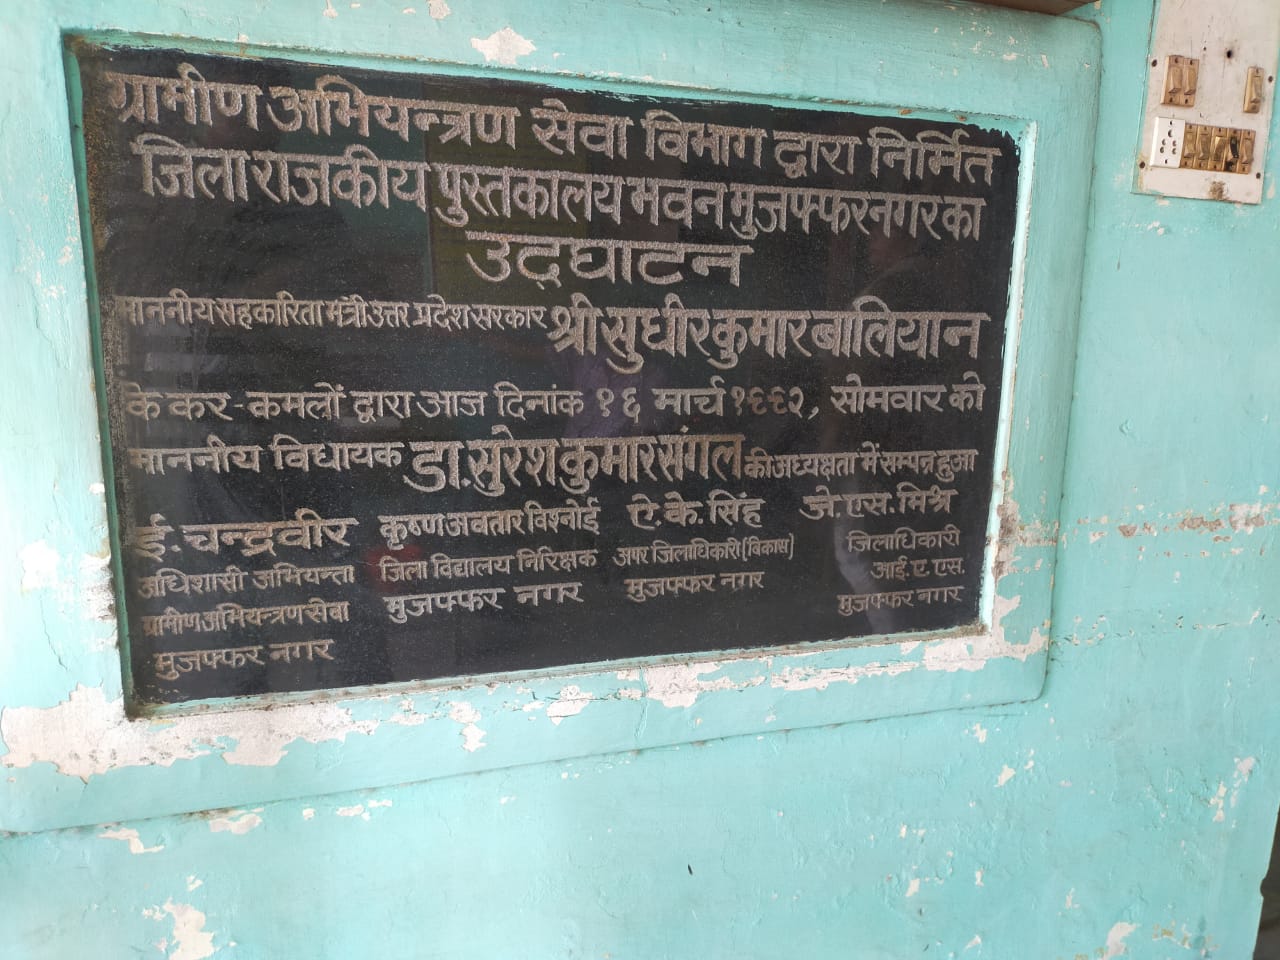 ग्रामीण अभियन्त्रण सेवा विभाग द्वारा निर्मित
जिला राजकीय पुस्तकालय भवन मुजफ्फरनगर का
उद्घाटन
माननीय सहकारिता मंत्री उत्तर प्रदेश सरकार श्री सुधीर कुमार बालियान
के कर-कमलों द्वारा आज दिनांक १६ मार्च १९९२, सोमवार को
माननीय विधायक डा. सुरेश कुमार संगल की अध्यक्षता में सम्पन्न हुआ
ई. चन्द्रवीर
अधिशासी अभियन्ता
ग्रामीण अभियन्त्रण सेवा
मुजफ्फर नगर
कृष्ण अवतार विश्नोई
जिला विद्यालय निरिक्षक
मुजफ्फर नगर
ऐ. के. सिंह
अपर जिलाधिकारी (विकास)
मुजफ्फर नगर
जे. एस. मिश्र
जिलाधिकारी
आई. ए. एस.
मुजफ्फर नगर